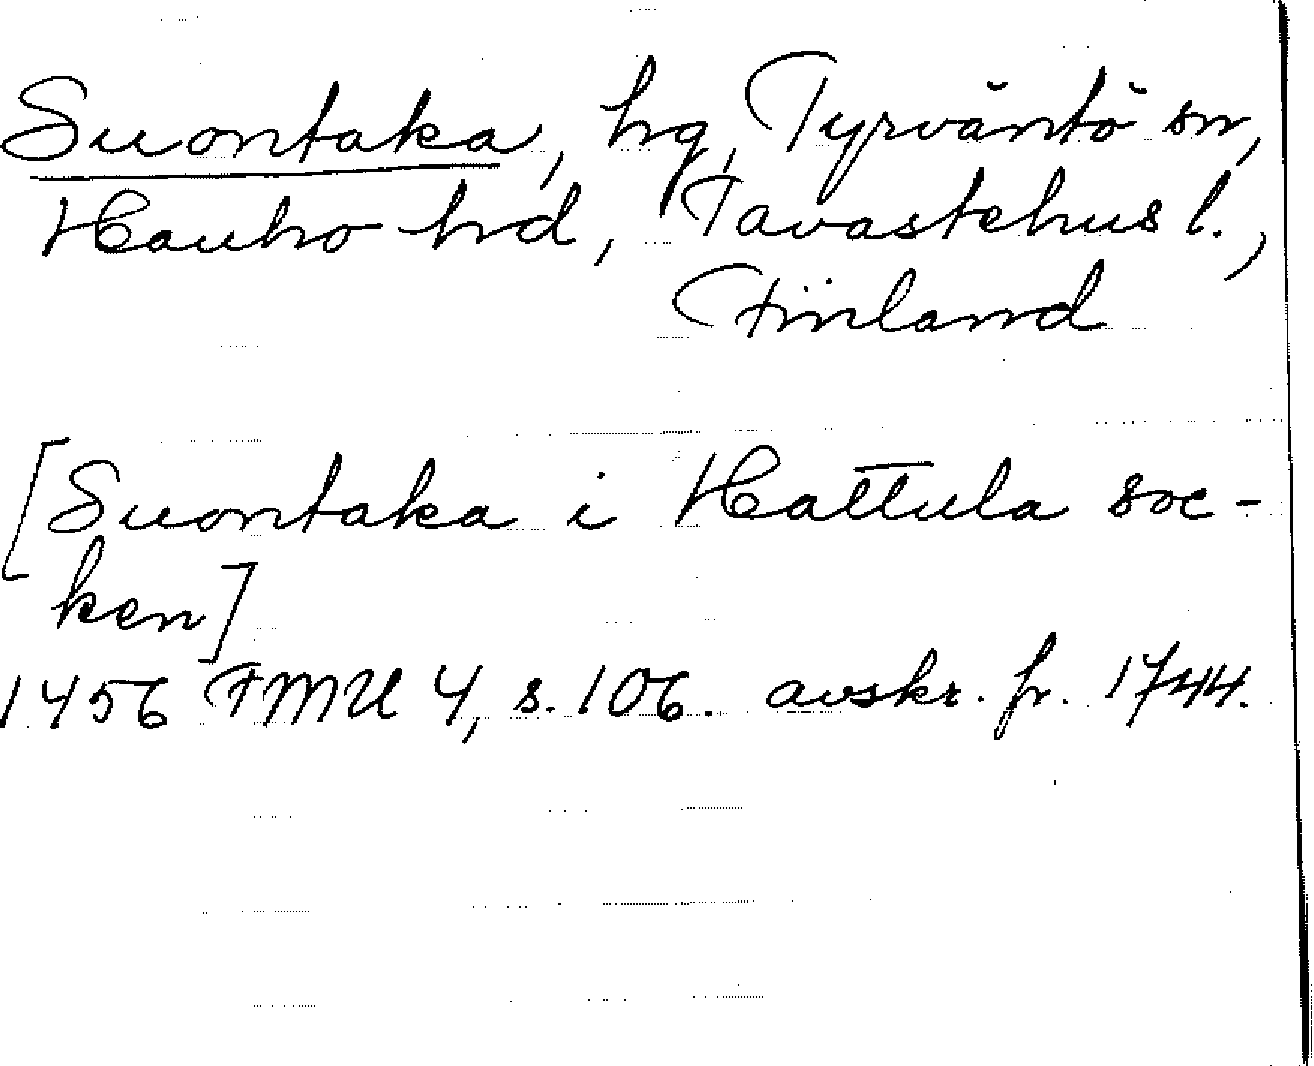 Suontaka, hg, Tyrväntö sn,
Hauho hd, Tavastehus l.,
Finland
[Suontaka i Hattula soc-
ken]
1456 FMU 4, s. 106. avskr. fr. 1744.